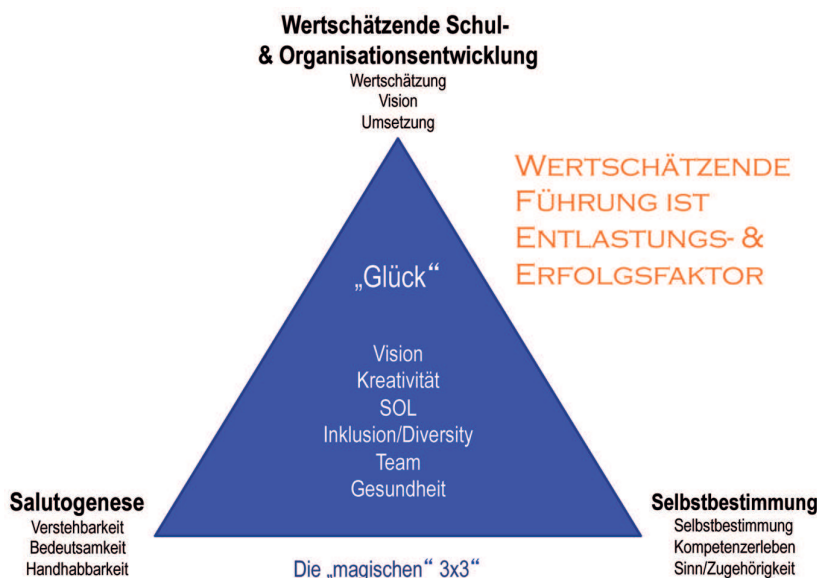 Wertschätzende Schul-
& Organisationsentwicklung
Wertschätzung
Vision
Umsetzung
WERTSCHÄTZENDE
FÜHRUNG IST
ENTLASTUNGS- &
ERFOLGSFAKTOR
„Glück“
Vision
Kreativität
SOL
Inklusion/Diversity
Team
Gesundheit
Salutogenese
Verstehbarkeit
Bedeutsamkeit
Handhabbarkeit
Selbstbestimmung
Selbstbestimmung
Kompetenzerleben
Sinn/Zugehörigkeit
Die „magischen“ 3x3“